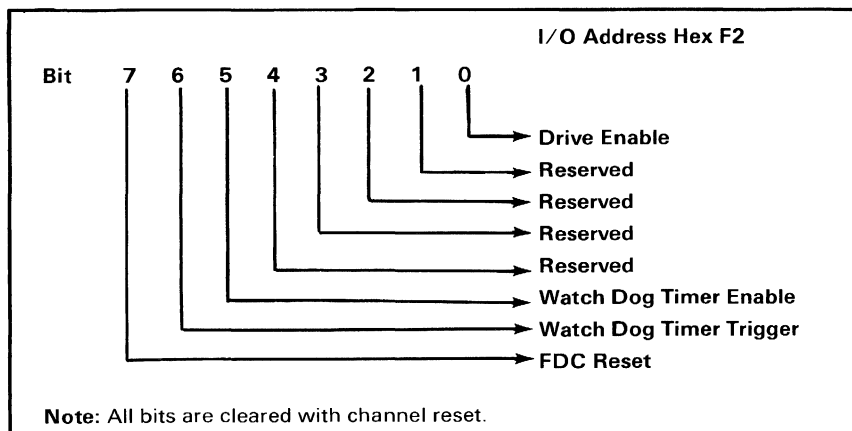 I/O Address Hex F2
Bit 7 6 5 4 3 2 1 0
Drive Enable
Reserved
Reserved
Reserved
Reserved
Watch Dog Timer Enable
Watch Dog Timer Trigger
FDC Reset
Note: All bits are cleared with channel reset.